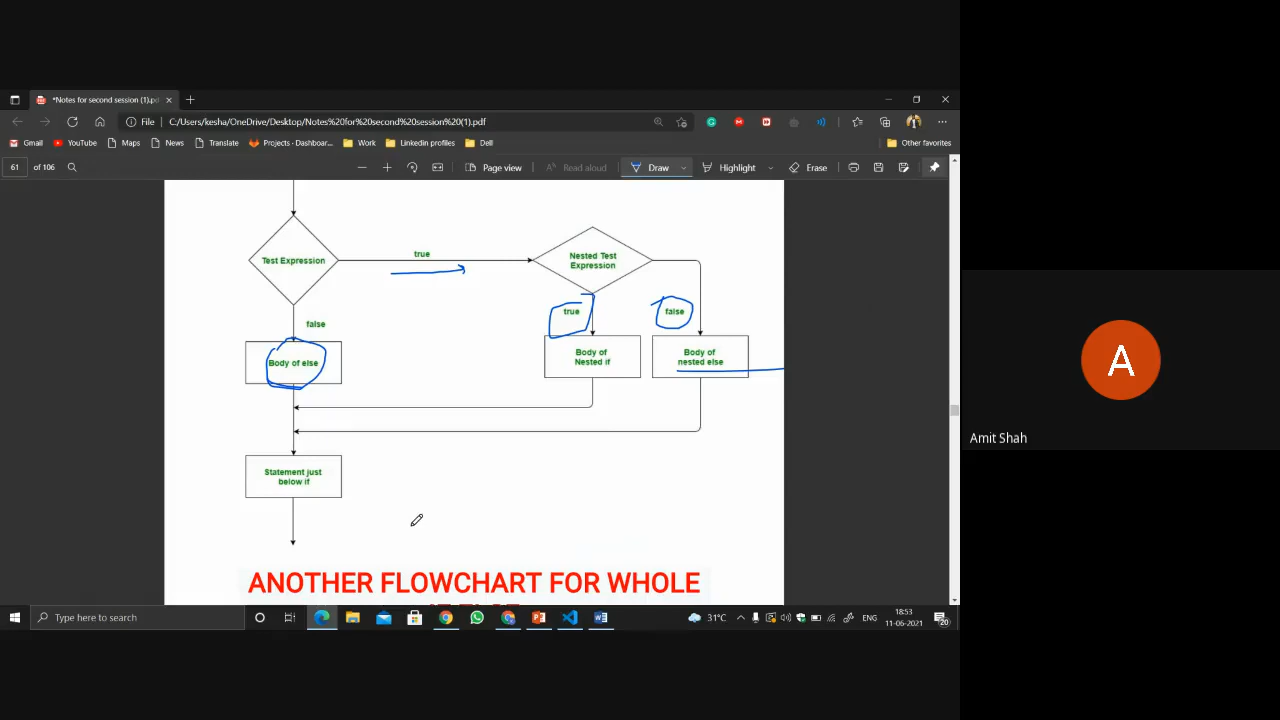 *Notes for second session (1).pd
File
C:/Users/kesha/OneDrive/Desktop/Notes%20for%20second%20session%20(1).pdf
Gmail
YouTube
Maps
News
Translate
Projects · Dashboar...
Work
Linkedin profiles
Dell
Other favorites
61
of 106
Page view
Read aloud
Draw
Highlight
Erase
Test Expression
true
Nested Test
Expression
false
true
false
Body of else
Body of
Nested if
Body of
nested else
Statement just
below if
ANOTHER FLOWCHART FOR WHOLE
A
Amit Shah
Type here to search
31°C
ENG
18:53
11-06-2021
20